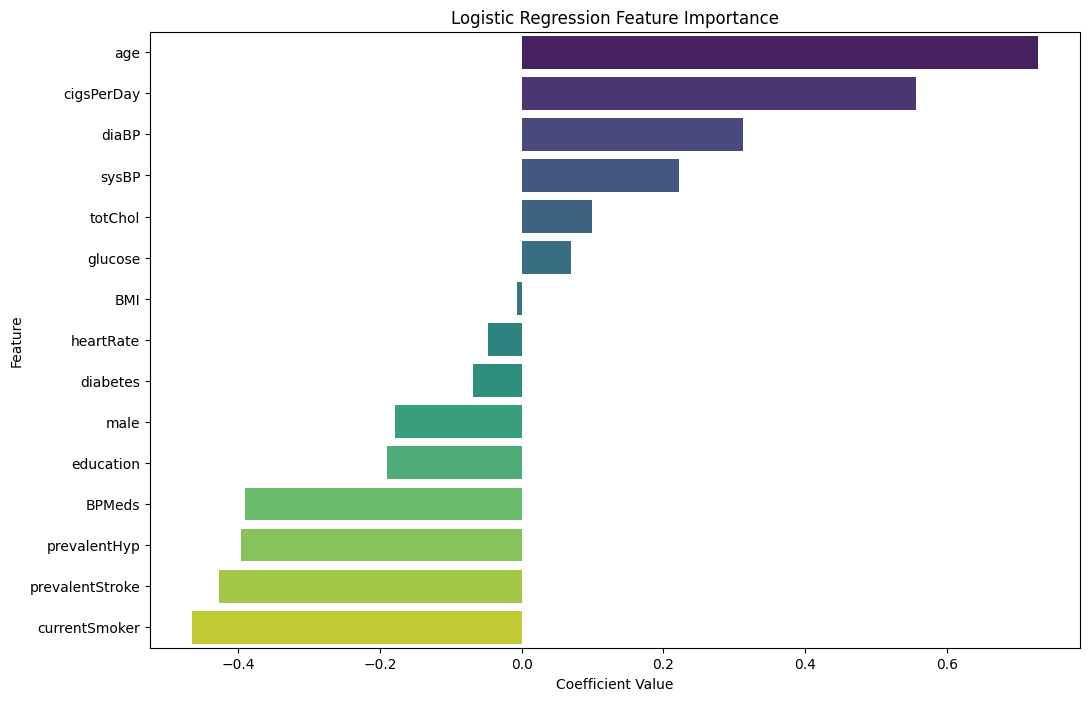 Logistic Regression Feature Importance
age
cigsPerDay
diaBP
sysBP
totChol
glucose
BMI
heartRate
diabetes
male
education
BPMeds
prevalentHyp
prevalentStroke
currentSmoker
Feature
−0.4
−0.2
0.0
0.2
0.4
0.6
Coefficient Value